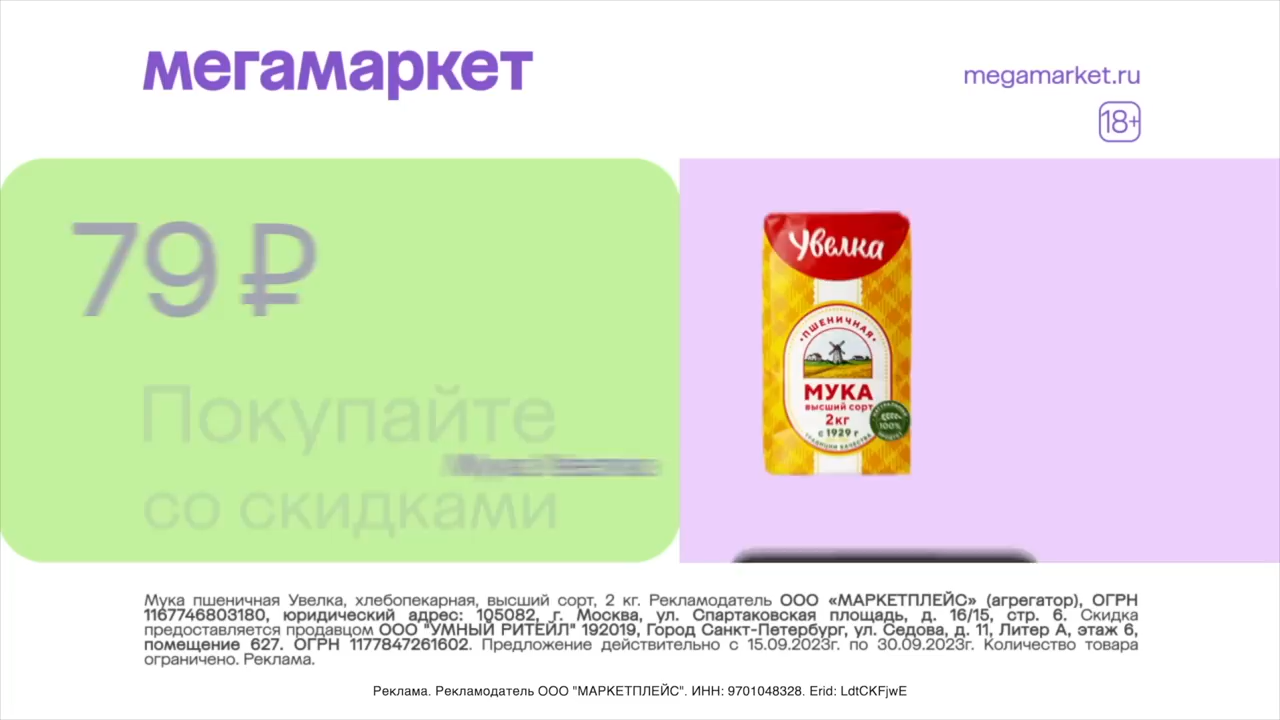 мегамаркет
megamarket.ru
18+
79 ₽
Покупайте
со скидками
Увелка
ПШЕНИЧНАЯ
МУКА
ВЫСШИЙ СОРТ
2КГ
с 1929 г
ТРАДИЦИИ КАЧЕСТВА
100%
Мука пшеничная Увелка, хлебопекарная, высший сорт, 2 кг. Рекламодатель ООО «МАРКЕТПЛЕЙС» (агрегатор), ОГРН
1167746803180, юридический адрес: 105082, г. Москва, ул. Спартаковская площадь, д. 16/15, стр. 6. Скидка
предоставляется продавцом ООО "УМНЫЙ РИТЕЙЛ" 192019, Город Санкт-Петербург, ул. Седова, д. 11, Литер А, этаж 6,
помещение 627. ОГРН 1177847261602. Предложение действительно с 15.09.2023г. по 30.09.2023г. Количество товара
ограничено. Реклама.
Реклама. Рекламодатель ООО "МАРКЕТПЛЕЙС". ИНН: 9701048328. Erid: LdtCKFjwE